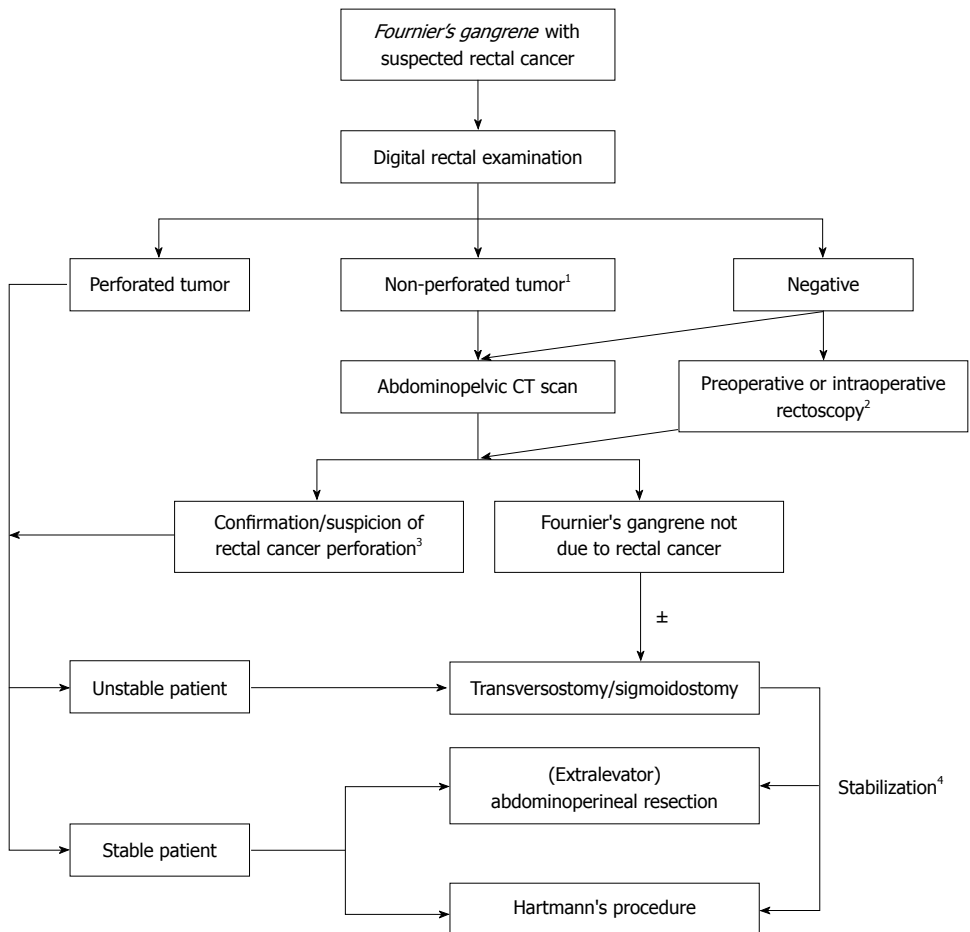 Fournier's gangrene with
suspected rectal cancer
Digital rectal examination
Perforated tumor
Non-perforated tumor1
Negative
Abdominopelvic CT scan
Preoperative or intraoperative
rectoscopy2
Confirmation/suspicion of
rectal cancer perforation3
Fournier's gangrene not
due to rectal cancer
±
Unstable patient
Transversostomy/sigmoidostomy
(Extralevator)
abdominoperineal resection
Stabilization4
Stable patient
Hartmann's procedure